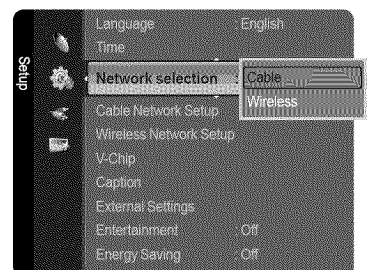 Setup
Language : English
Time
Network selection : Cable
Wireless
Cable Network Setup
Wireless Network Setup
V-Chip
Caption
External Settings
Entertainment : Off
Energy Saving : Off